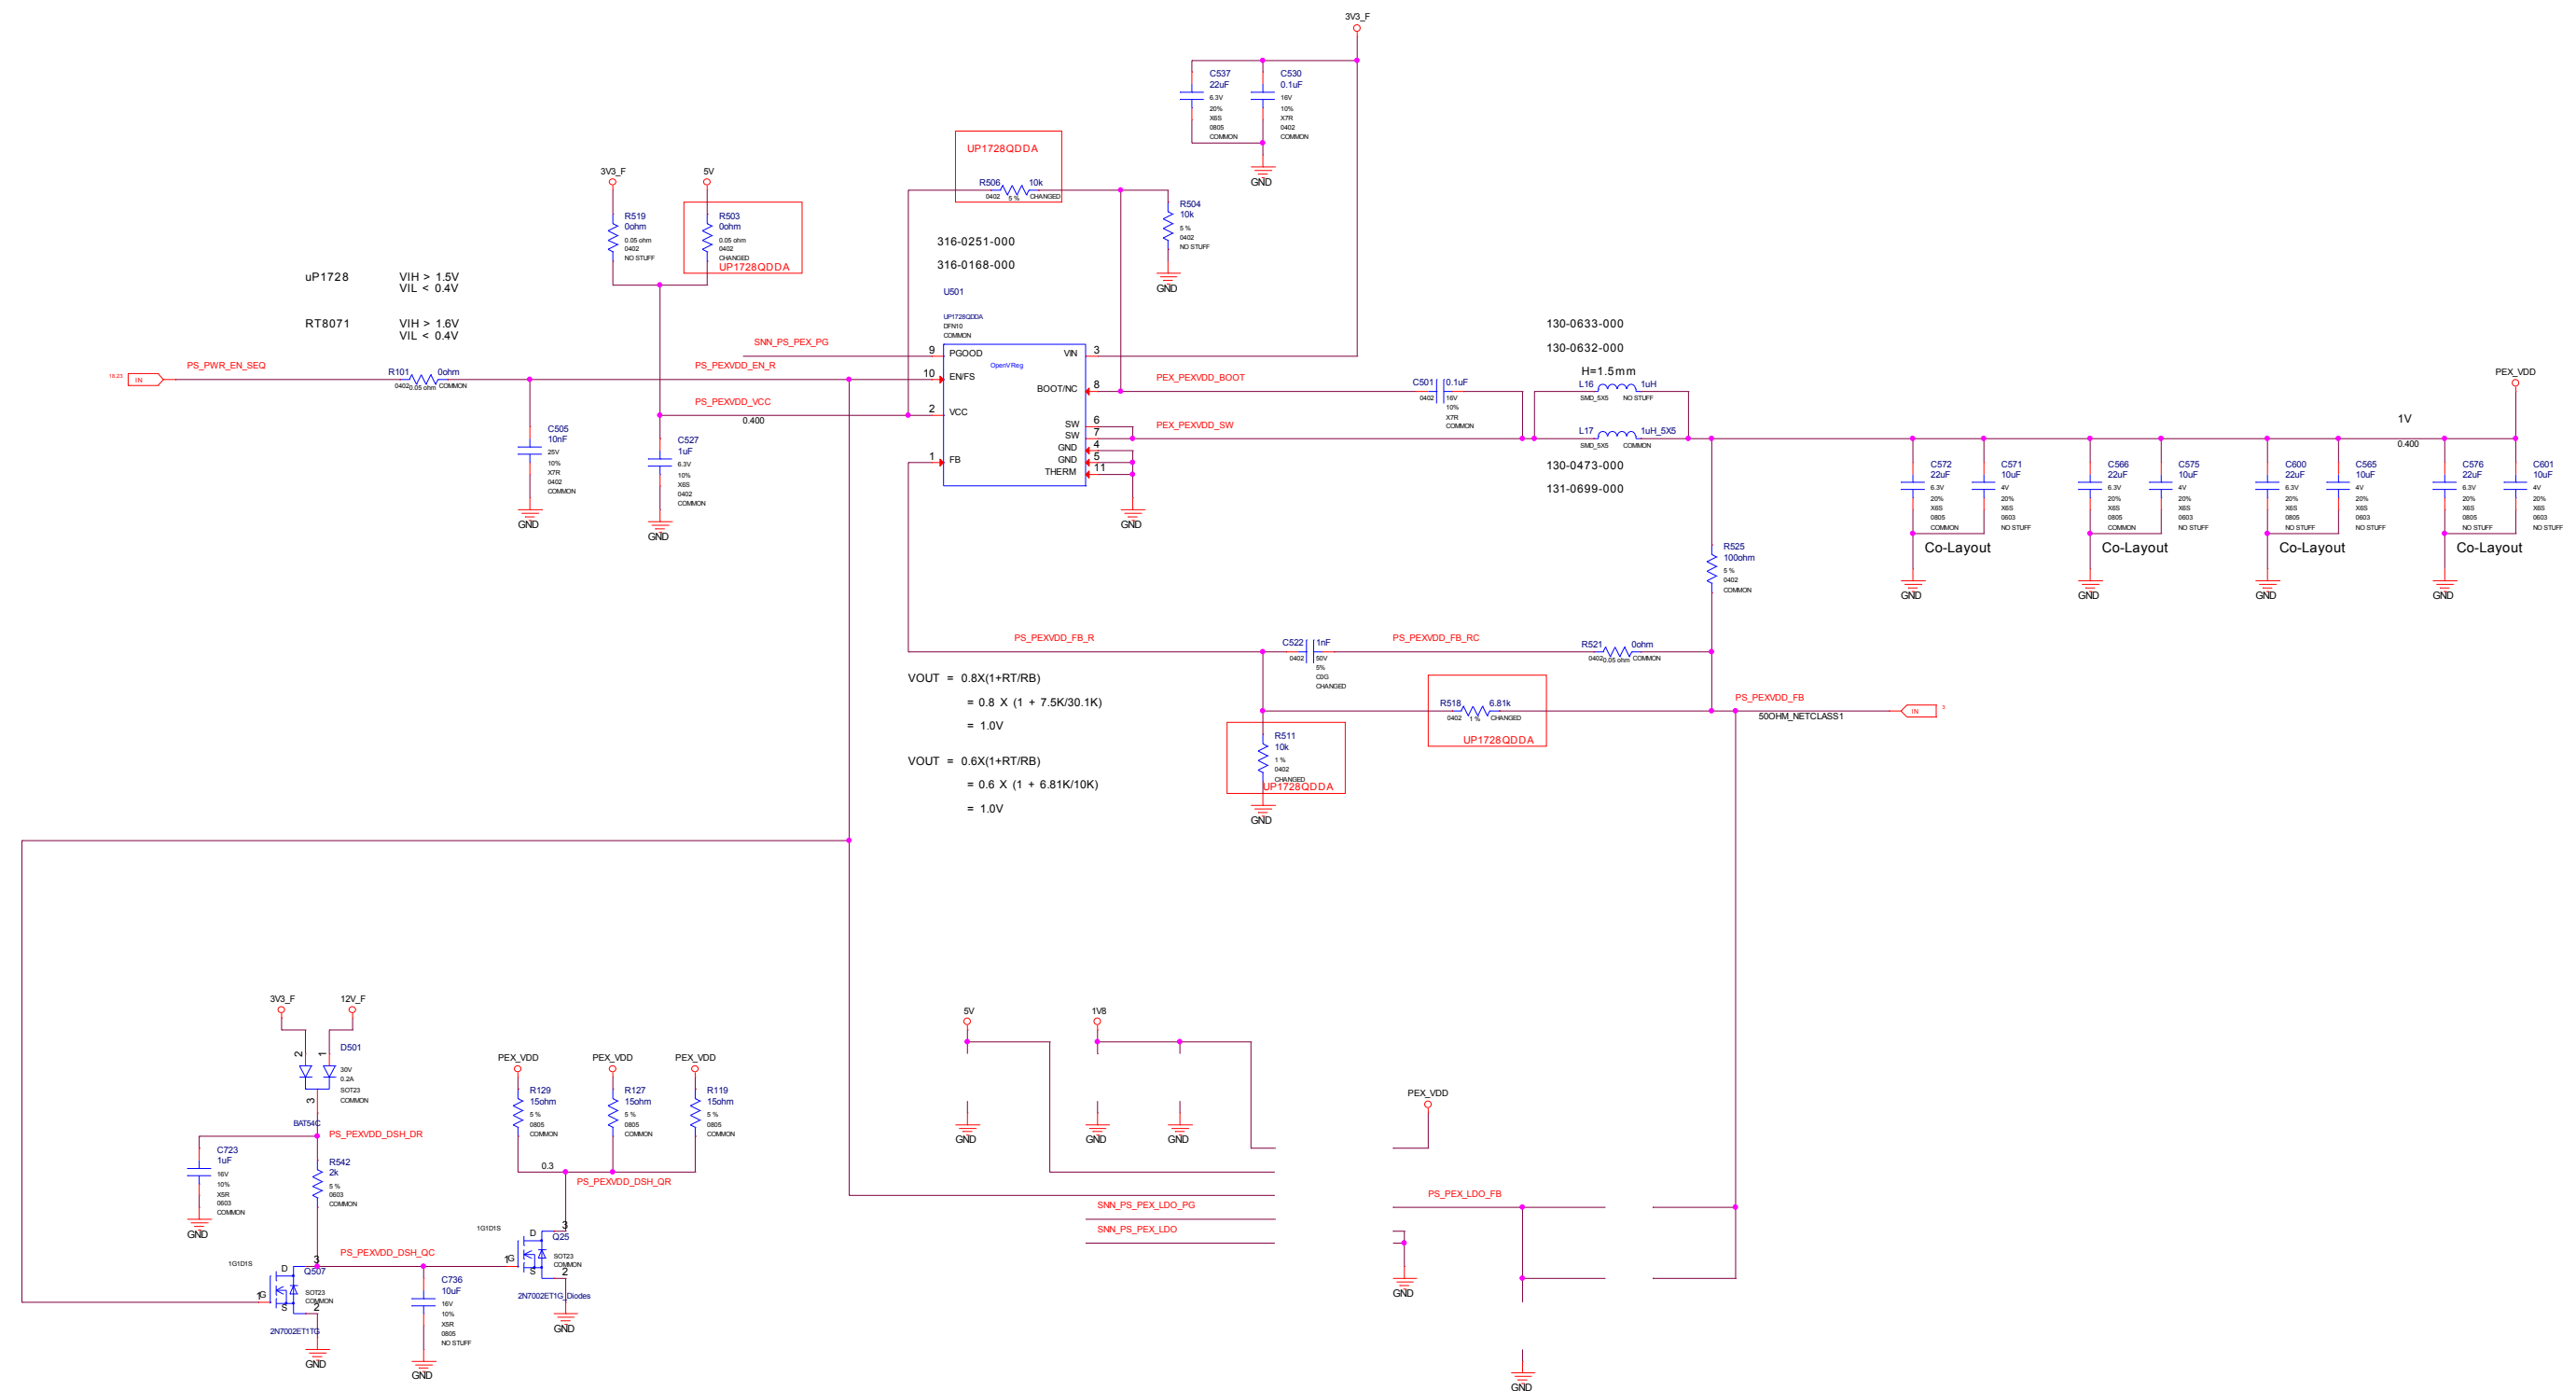 3V3_F
C537
22uF
6.3V
20%
X6S
0805
COMMON
C530
0.1uF
16V
10%
X7R
0402
COMMON
GND
UP1728QDDA
R506 10k
0402 5 % CHANGED
3V3_F
5V
R519
0ohm
0.05 ohm
0402
NO STUFF
R503
0ohm
0.05 ohm
0402
CHANGED
UP1728QDDA
R504
10k
5 %
0402
NO STUFF
GND
316-0251-000
316-0168-000
uP1728 VIH > 1.5V
VIL < 0.4V
RT8071 VIH > 1.6V
VIL < 0.4V
U501
UP1728QDDA
DFN10
COMMON
OpenVReg
9 PGOOD
10 EN/FS
2 VCC
1 FB
VIN 3
BOOT/NC 8
SW 6
SW 7
GND 4
GND 5
THERM 11
GND
SNN_PS_PEX_PG
PS_PEXVDD_EN_R
PS_PEXVDD_VCC
0.400
18,23 IN
PS_PWR_EN_SEQ
R101 0ohm
0402 0.05 ohm COMMON
C505
10nF
25V
10%
X7R
0402
COMMON
GND
C527
1uF
6.3V
10%
X6S
0402
COMMON
GND
PEX_PEXVDD_BOOT
PEX_PEXVDD_SW
C501 0.1uF
0402 16V
10%
X7R
COMMON
130-0633-000
130-0632-000
H=1.5mm
L16 1uH
SMD_5X5 NO STUFF
L17 1uH_5X5
SMD_5X5 COMMON
130-0473-000
131-0699-000
PEX_VDD
1V
0.400
C572
22uF
6.3V
20%
X6S
0805
COMMON
C571
10uF
4V
20%
X6S
0603
NO STUFF
Co-Layout
GND
C566
22uF
6.3V
20%
X6S
0805
COMMON
C575
10uF
4V
20%
X6S
0603
NO STUFF
Co-Layout
GND
C600
22uF
6.3V
20%
X6S
0805
NO STUFF
C565
10uF
4V
20%
X6S
0603
NO STUFF
Co-Layout
GND
C576
22uF
6.3V
20%
X6S
0805
NO STUFF
C601
10uF
4V
20%
X6S
0603
NO STUFF
Co-Layout
GND
R525
100ohm
5 %
0402
COMMON
PS_PEXVDD_FB_R
C522 1nF
0402 50V
5%
C0G
CHANGED
PS_PEXVDD_FB_RC
R521 0ohm
0402 0.05 ohm COMMON
VOUT = 0.8X(1+RT/RB)
= 0.8 X (1 + 7.5K/30.1K)
= 1.0V
VOUT = 0.6X(1+RT/RB)
= 0.6 X (1 + 6.81K/10K)
= 1.0V
R518 6.81k
0402 1 % CHANGED
UP1728QDDA
R511
10k
1 %
0402
CHANGED
UP1728QDDA
GND
PS_PEXVDD_FB
50OHM_NETCLASS1
IN 3
3V3_F
12V_F
2
1
3
D501
30V
0.2A
SOT23
COMMON
BAT54C
PS_PEXVDD_DSH_DR
C723
1uF
16V
10%
X5R
0603
COMMON
GND
R542
2k
5 %
0603
COMMON
PEX_VDD
PEX_VDD
PEX_VDD
R129
15ohm
5 %
0805
COMMON
R127
15ohm
5 %
0805
COMMON
R119
15ohm
5 %
0805
COMMON
0.3
PS_PEXVDD_DSH_QR
PS_PEXVDD_DSH_QC
1G1D1S
1
G
D
S
3
2
Q507
SOT23
COMMON
2N7002ET1TG
GND
C736
10uF
16V
10%
X5R
0805
NO STUFF
GND
1G1D1S
1
G
D
S
3
2
Q25
SOT23
COMMON
2N7002ET1G_Diodes
GND
5V
GND
1V8
GND
GND
PEX_VDD
SNN_PS_PEX_LDO_PG
SNN_PS_PEX_LDO
PS_PEX_LDO_FB
GND
GND